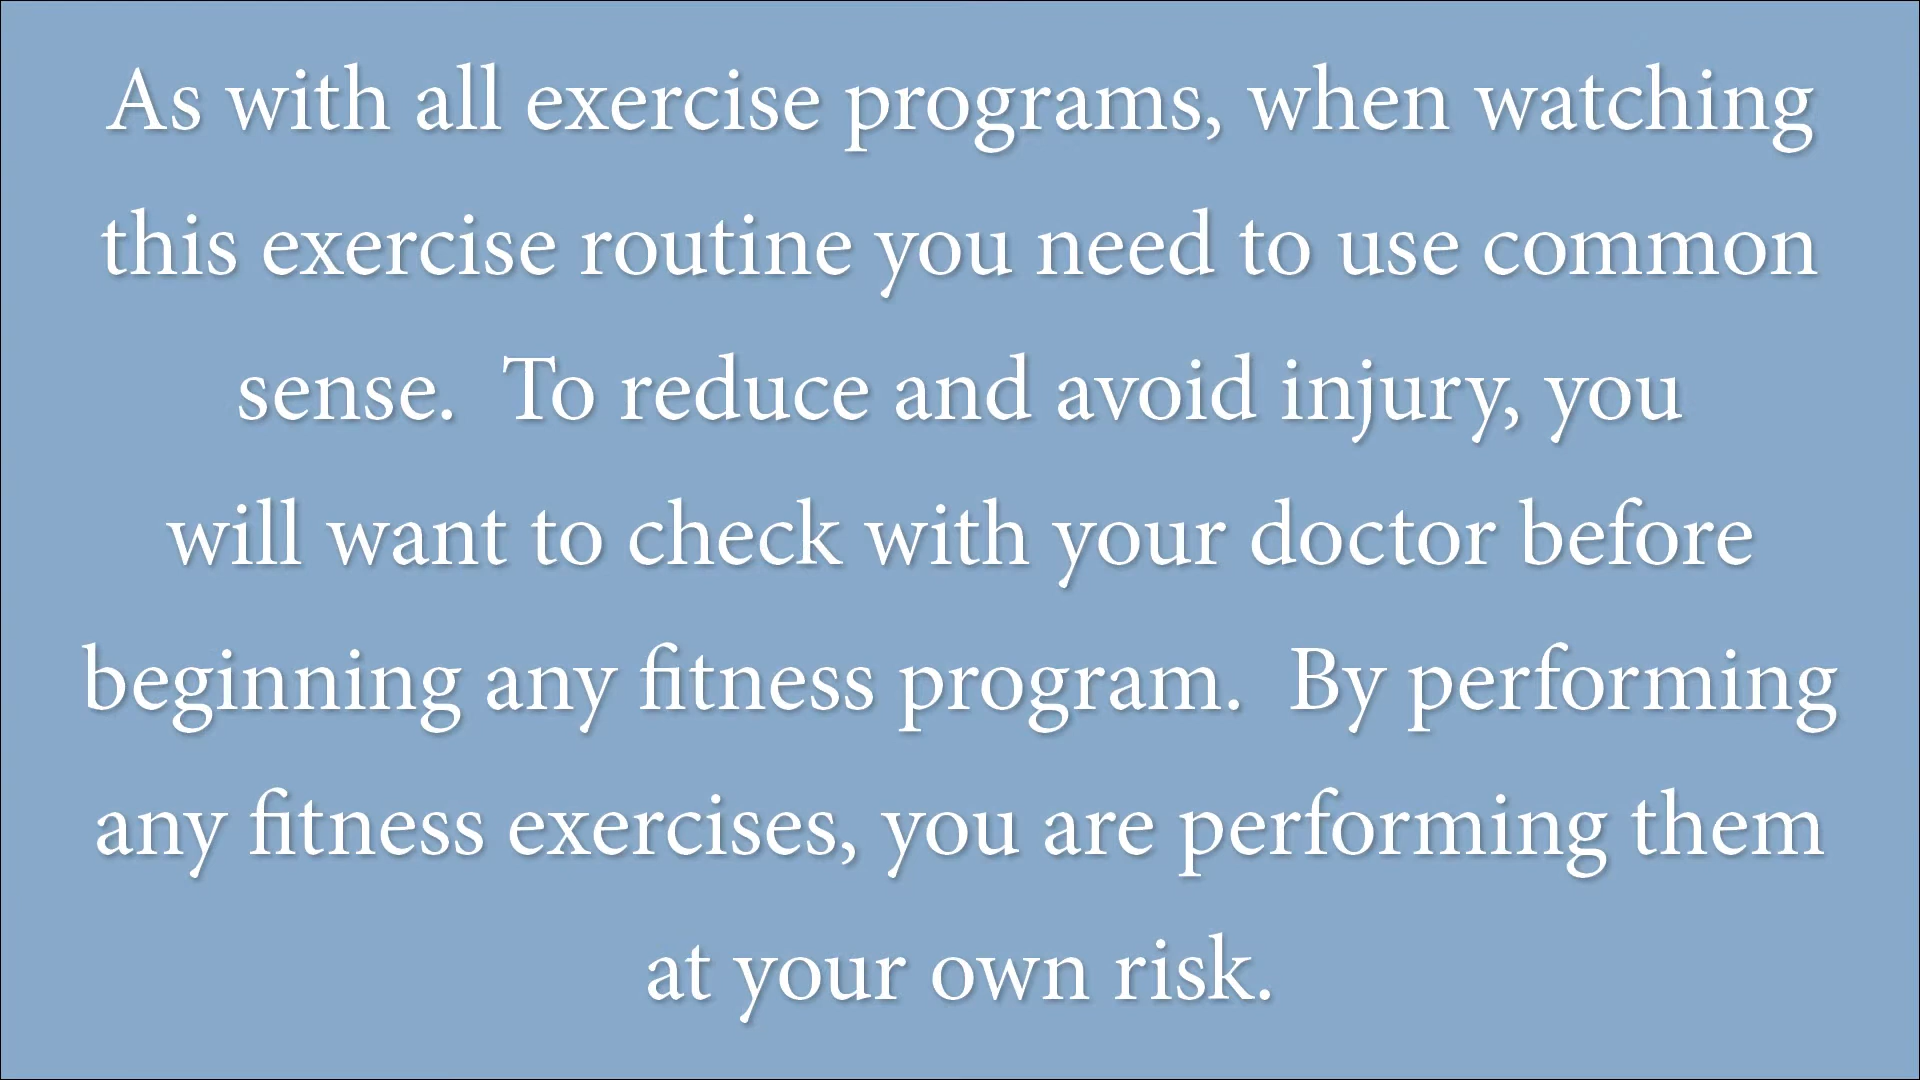 As with all exercise programs, when watching
this exercise routine you need to use common
sense.  To reduce and avoid injury, you
will want to check with your doctor before
beginning any fitness program.  By performing
any fitness exercises, you are performing them
at your own risk.